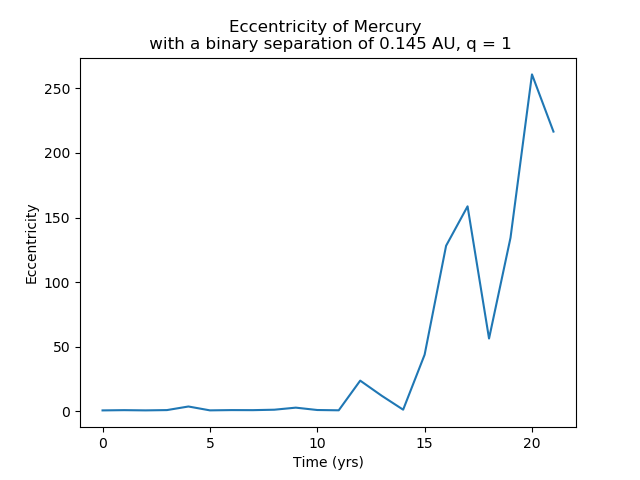 Eccentricity of Mercury
with a binary separation of 0.145 AU, q = 1
250
200
150
100
50
0
Eccentricity
0 5 10 15 20
Time (yrs)